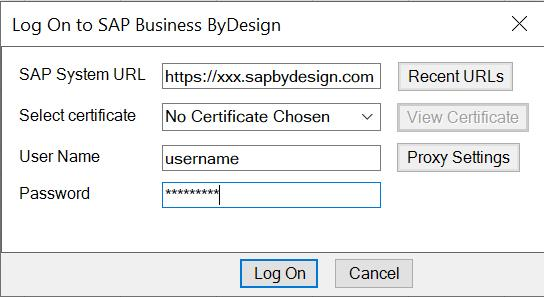 Log On to SAP Business ByDesign
SAP System URL https://xxx.sapbydesign.com Recent URLs
Select certificate No Certificate Chosen View Certificate
User Name username Proxy Settings
Password *********
Log On Cancel